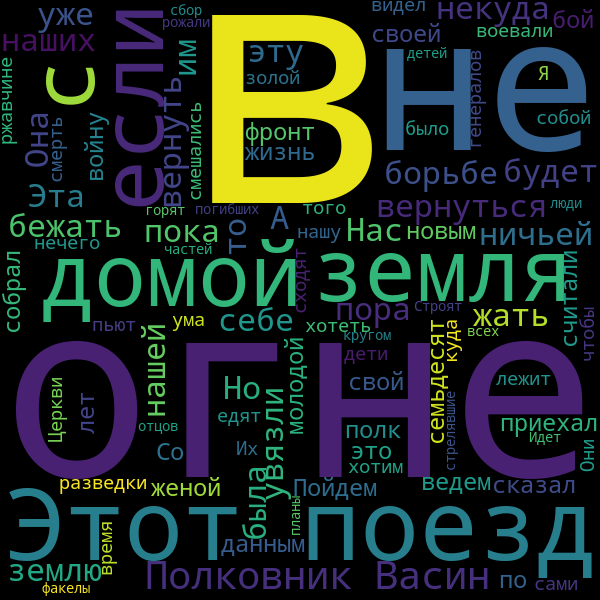 уже
если
сбор
рожали
В
видел
некуда
бой
наших
с
им
эту
своей
не
воевали
золой
детей
Я
ржавчине
Она
смерть
войну
вернуть
смешались
фронт
жизнь
было
генералов
собой
борьбе
будет
Эта
бежать
нечего
горят
погибших
пока
частей
то
А
того
нашу
вернуться
люди
Нас
новым
ничьей
собрал
домой
сходят
земля
считали
чтобы
пьют
ума
себе
хотеть
пора
Строят
жать
куда
всех
огне
нашей
Но
молодой
кругом
дети
свой
семьдесят
лежит
Церкви
лет
отцов
едят
увязли
Со
Их
полк
это
хотим
стрелявшие
приехал
Идет
Они
разведки
женой
была
Пойдем
планы
ведем
сказал
Этот поезд
время
данным
землю
факелы
Полковник Васин
по
сами